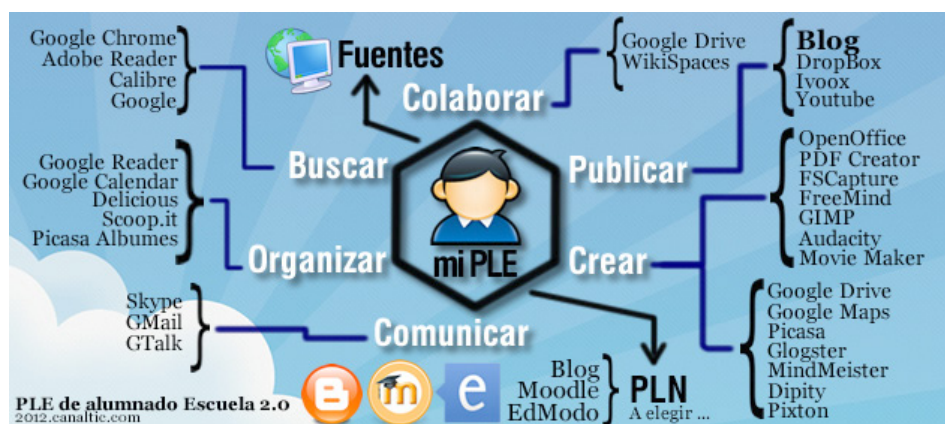 Google Chrome
Adobe Reader
Calibre
Google
Fuentes
Colaborar
Google Drive
WikiSpaces
Blog
DropBox
Ivoox
Youtube
Buscar
Publicar
Google Reader
Google Calendar
Delicious
Scoop.it
Picasa Albumes
OpenOffice
PDF Creator
FSCapture
FreeMind
GIMP
Audacity
Movie Maker
Organizar
mi PLE
Crear
Skype
GMail
GTalk
Comunicar
Google Drive
Google Maps
Picasa
Glogster
MindMeister
Dipity
Pixton
B
m
e
Blog
Moodle
EdModo
PLN
A elegir ...
PLE de alumnado Escuela 2.0
2012.canaltic.com